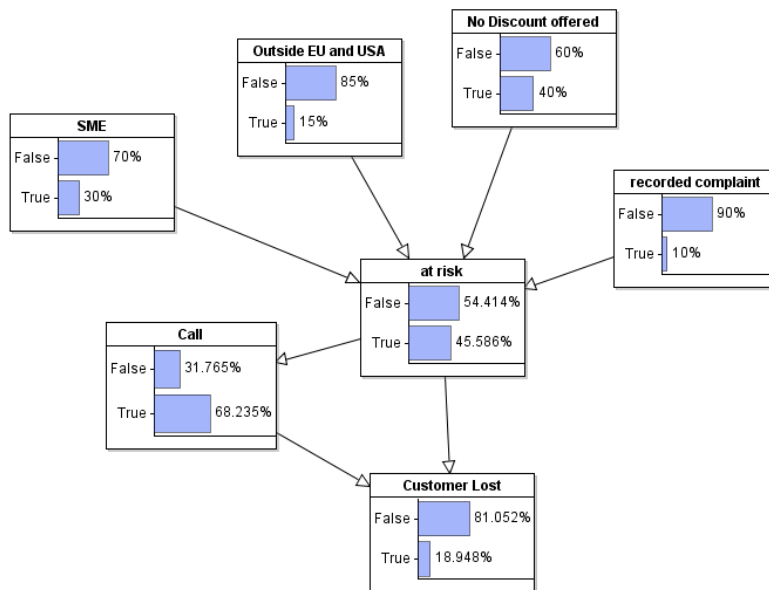 No Discount offered
False 60%
True 40%
Outside EU and USA
False 85%
True 15%
SME
False 70%
True 30%
recorded complaint
False 90%
True 10%
at risk
False 54.414%
True 45.586%
Call
False 31.765%
True 68.235%
Customer Lost
False 81.052%
True 18.948%